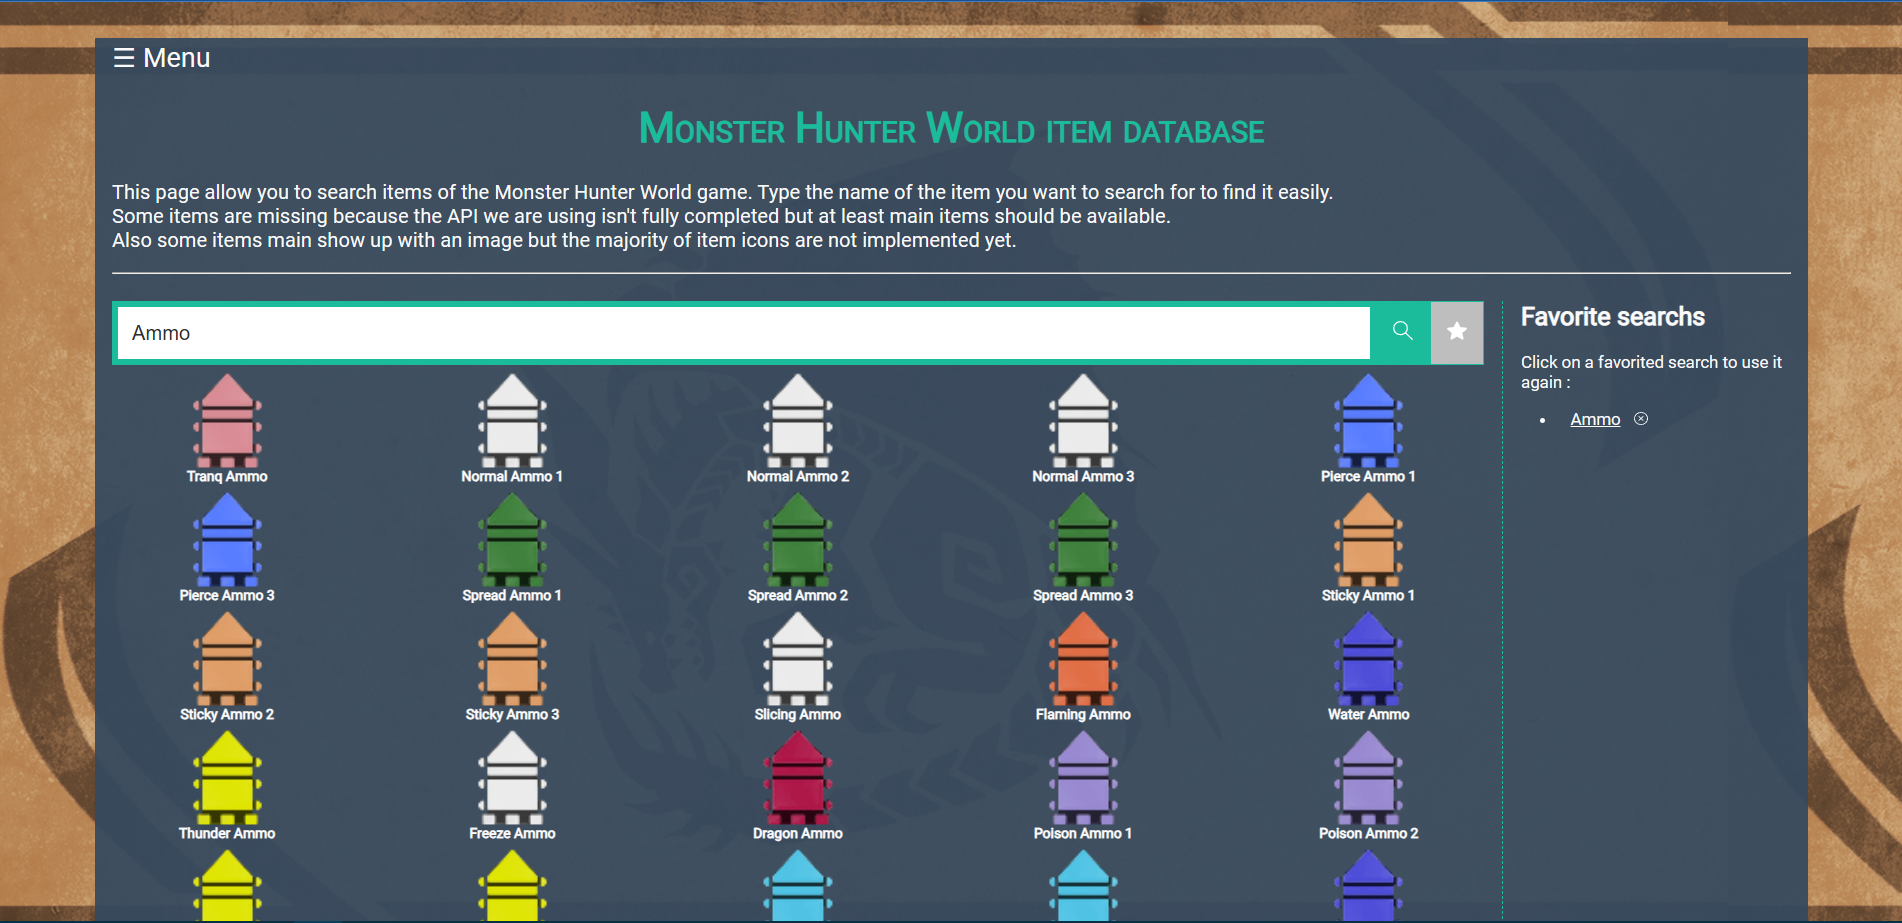 ☰ Menu
Monster Hunter World item database
This page allow you to search items of the Monster Hunter World game. Type the name of the item you want to search for to find it easily.
Some items are missing because the API we are using isn't fully completed but at least main items should be available.
Also some items main show up with an image but the majority of item icons are not implemented yet.
Ammo
Favorite searchs
Click on a favorited search to use it
again :
• Ammo
Tranq Ammo
Normal Ammo 1
Normal Ammo 2
Normal Ammo 3
Pierce Ammo 1
Pierce Ammo 3
Spread Ammo 1
Spread Ammo 2
Spread Ammo 3
Sticky Ammo 1
Sticky Ammo 2
Sticky Ammo 3
Slicing Ammo
Flaming Ammo
Water Ammo
Thunder Ammo
Freeze Ammo
Dragon Ammo
Poison Ammo 1
Poison Ammo 2